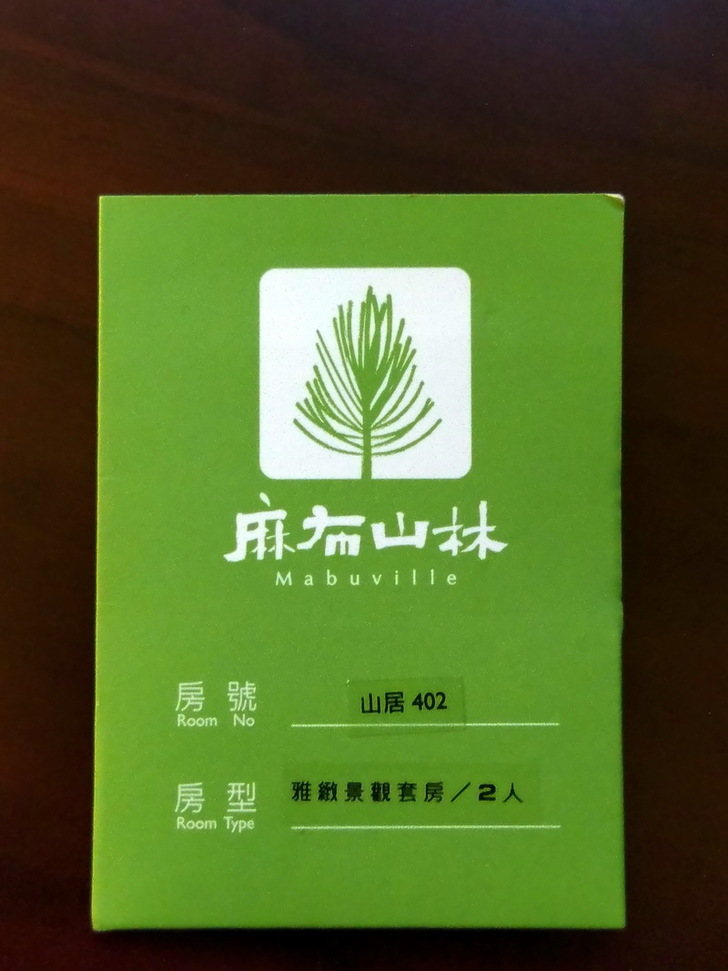 麻布山林
Mabuville
房號 山居 402
Room No
房型 雅緻景觀套房／2人
Room Type